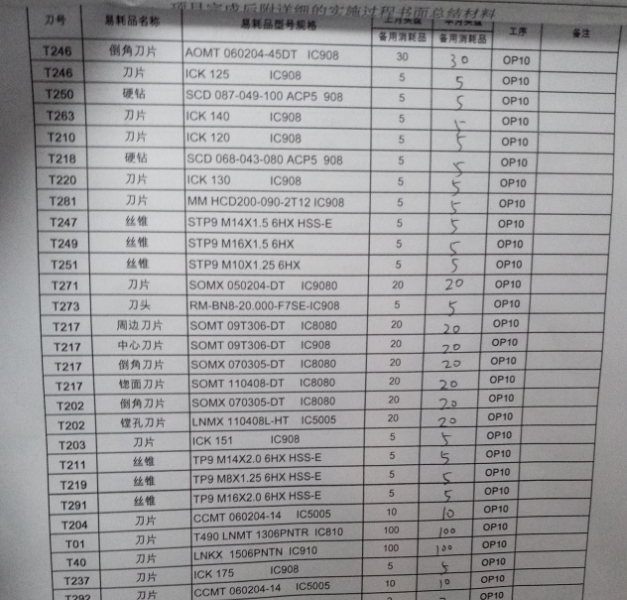 项目完成后附详细的实施过程书面总结材料
刀号 易耗品名称 易耗品型号规格 备用消耗品 备用消耗品 工序 备注
T246 倒角刀片 AOMT 060204-45DT IC908 30 30 OP10
T246 刀片 ICK 125 IC908 5 5 OP10
T250 硬钻 SCD 087-049-100 ACP5 908 5 5 OP10
T263 刀片 ICK 140 IC908 5 5 OP10
T210 刀片 ICK 120 IC908 5 5 OP10
T218 硬钻 SCD 068-043-080 ACP5 908 5 5 OP10
T220 刀片 ICK 130 IC908 5 5 OP10
T281 刀片 MM HCD200-090-2T12 IC908 5 5 OP10
T247 丝锥 STP9 M14X1.5 6HX HSS-E 5 5 OP10
T249 丝锥 STP9 M16X1.5 6HX 5 5 OP10
T251 丝锥 STP9 M10X1.25 6HX 5 5 OP10
T271 刀片 SOMX 050204-DT IC9080 20 20 OP10
T273 刀头 RM-BN8-20.000-F7SE-IC908 5 5 OP10
T217 周边刀片 SOMT 09T306-DT IC8080 20 20 OP10
T217 中心刀片 SOMT 09T306-DT IC908 20 20 OP10
T217 倒角刀片 SOMX 070305-DT IC8080 20 20 OP10
T217 锪面刀片 SOMT 110408-DT IC8080 20 20 OP10
T202 倒角刀片 SOMX 070305-DT IC8080 20 20 OP10
T202 镗孔刀片 LNMX 110408L-HT IC5005 20 20 OP10
T203 刀片 ICK 151 IC908 5 5 OP10
T211 丝锥 TP9 M14X2.0 6HX HSS-E 5 5 OP10
T219 丝锥 TP9 M8X1.25 6HX HSS-E 5 5 OP10
T291 丝锥 TP9 M16X2.0 6HX HSS-E 5 5 OP10
T204 刀片 CCMT 060204-14 IC5005 10 10 OP10
T01 刀片 T490 LNMT 1306PNTR IC810 100 100 OP10
T40 刀片 LNKX 1506PNTN IC910 100 100 OP10
T237 刀片 ICK 175 IC908 5 5 OP10
T292 刀片 CCMT 060204-14 IC5005 10 10 OP10